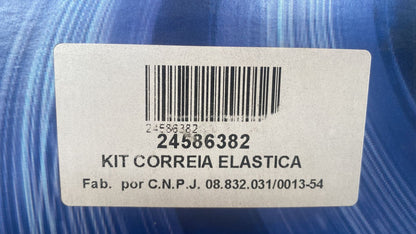 24586382
24586382
KIT CORREIA ELASTICA
Fab. por C.N.P.J. 08.832.031/0013-54